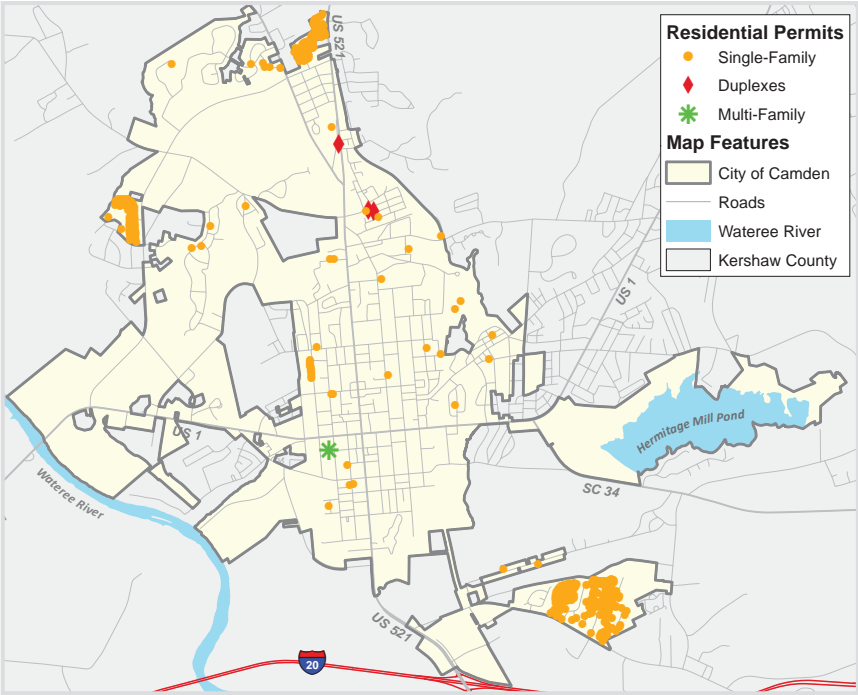 US 521
Residential Permits
Single-Family
Duplexes
Multi-Family
Map Features
City of Camden
Roads
Wateree River
Kershaw County
US 1
Hermitage Mill Pond
US 1
Wateree River
SC 34
US 521
20